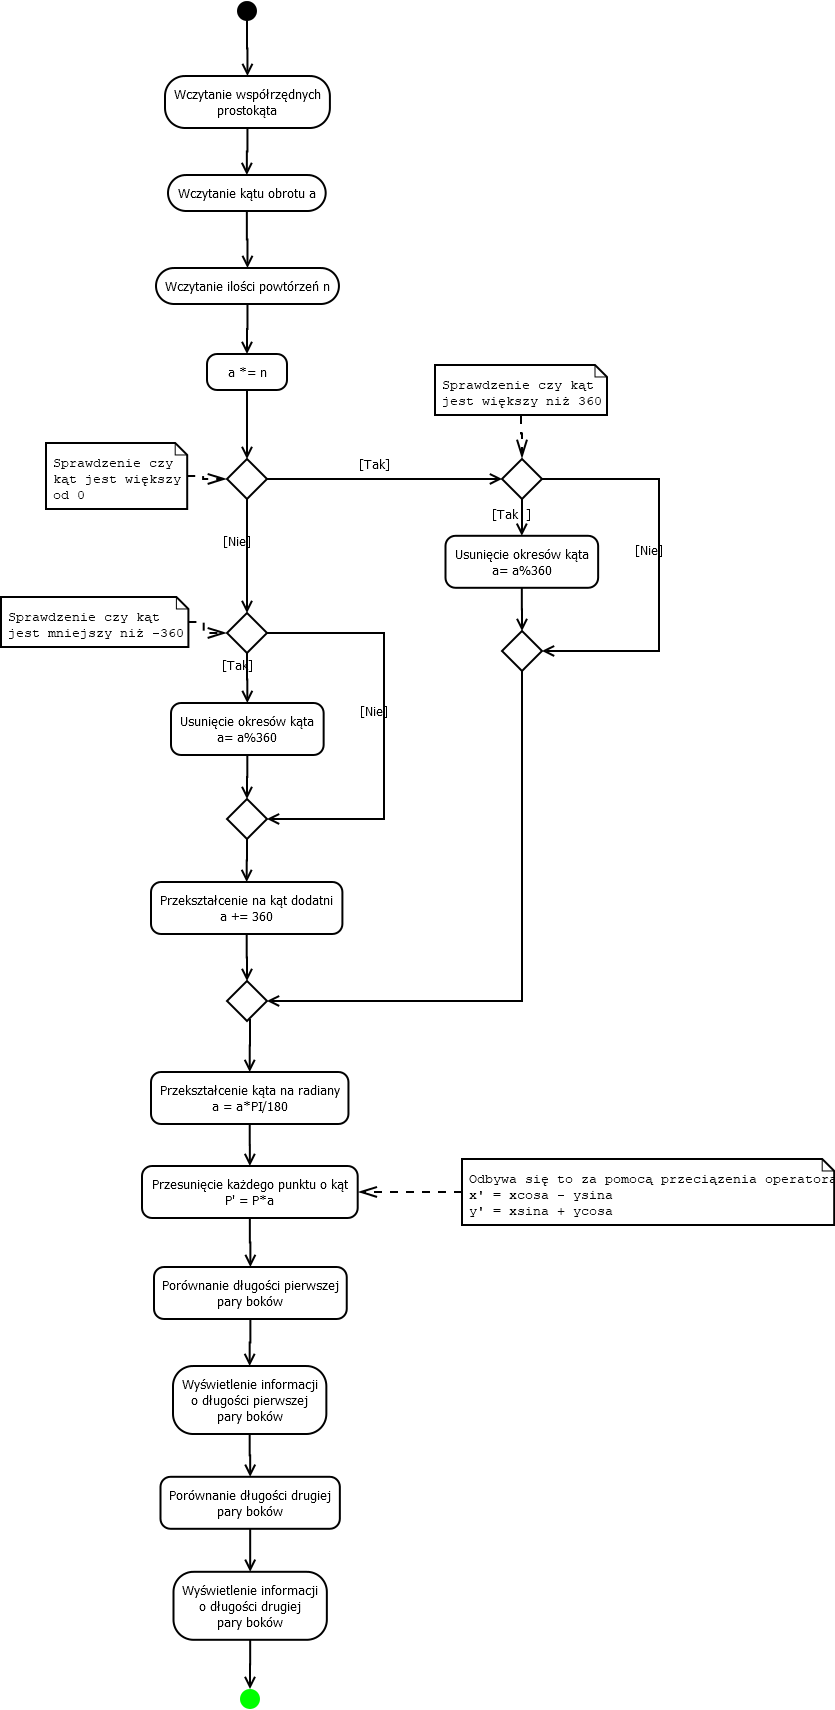 Wczytanie współrzędnych
prostokąta
Wczytanie kątu obrotu a
Wczytanie ilości powtórzeń n
a *= n
Sprawdzenie czy kąt
jest większy niż 360
Sprawdzenie czy
kąt jest większy
od 0
[Tak]
[Nie]
[Tak ]
[Nie]
Usunięcie okresów kąta
a= a%360
Sprawdzenie czy kąt
jest mniejszy niż -360
[Tak]
[Nie]
Usunięcie okresów kąta
a= a%360
Przekształcenie na kąt dodatni
a += 360
Przekształcenie kąta na radiany
a = a*PI/180
Przesunięcie każdego punktu o kąt
P' = P*a
Odbywa się to za pomocą przeciązenia operatora
x' = xcosa - ysina
y' = xsina + ycosa
Porównanie długości pierwszej
pary boków
Wyświetlenie informacji
o długości pierwszej
pary boków
Porównanie długości drugiej
pary boków
Wyświetlenie informacji
o długości drugiej
pary boków